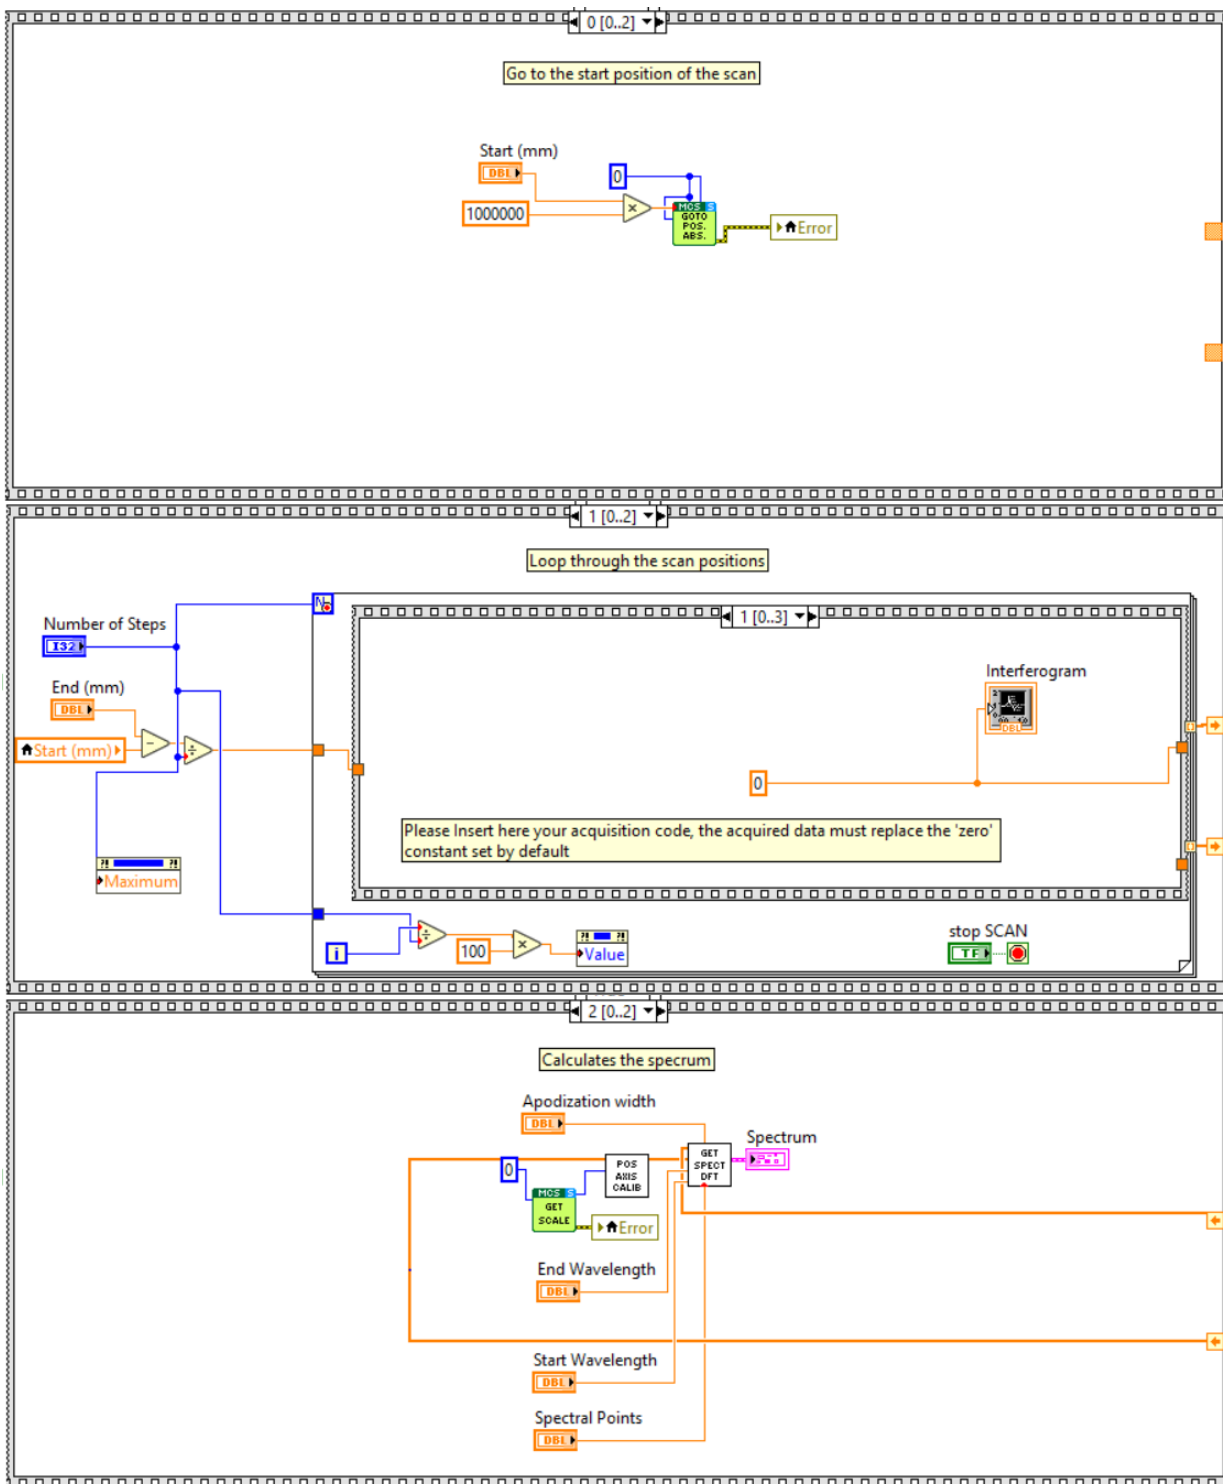 0 [0..2]
Go to the start position of the scan
Start (mm)
DBL
0
1000000
MCS S
GOTO
POS.
ABS.
Error
1 [0..2]
Loop through the scan positions
N
1 [0..3]
Number of Steps
I32
End (mm)
DBL
Start (mm)
Interferogram
DBL
0
Please Insert here your acquisition code, the acquired data must replace the 'zero'
constant set by default
?! ?!
Maximum
i
100
?! ?!
Value
stop SCAN
TF
2 [0..2]
Calculates the specrum
Apodization width
DBL
0
POS
AXIS
CALIB
GET
SPECT
DFT
Spectrum
MCS S
GET
SCALE
Error
End Wavelength
DBL
Start Wavelength
DBL
Spectral Points
DBL